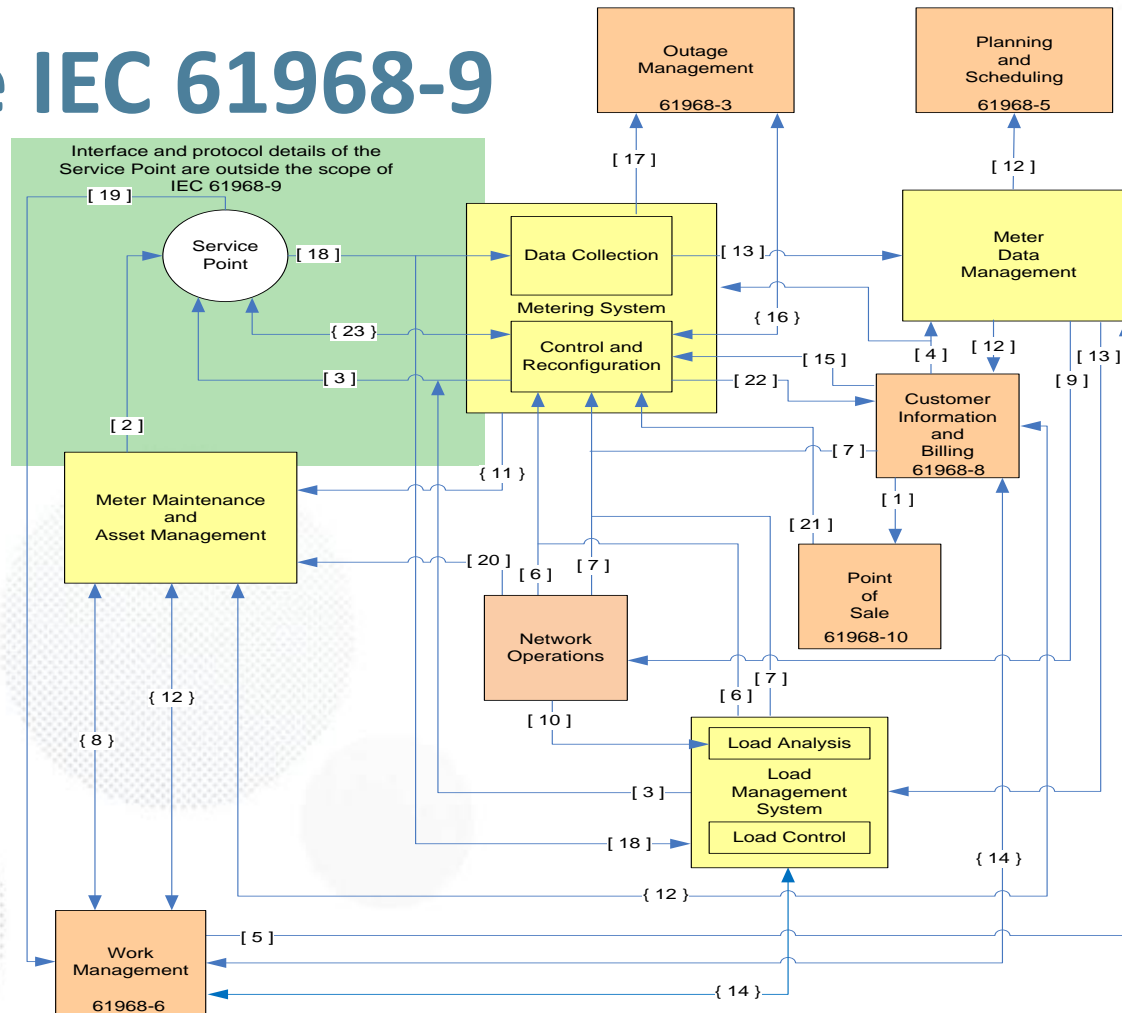 e IEC 61968-9
Outage
Management
61968-3
Planning
and
Scheduling
61968-5
Interface and protocol details of the
Service Point are outside the scope of
IEC 61968-9
[ 19 ]
[ 17 ]
[ 12 ]
Service
Point
[ 18 ]
Data Collection
[ 13 ]
Meter
Data
Management
Metering System
{ 23 }
{ 16 }
Control and
Reconfiguration
[ 15 ]
[ 4 ]
[ 12 ]
[ 13 ]
[ 3 ]
[ 22 ]
[ 9 ]
Customer
Information
and
Billing
61968-8
[ 2 ]
[ 7 ]
{ 11 }
Meter Maintenance
and
Asset Management
[ 1 ]
[ 21 ]
[ 20 ]
[ 6 ]
[ 7 ]
Point
of
Sale
61968-10
Network
Operations
[ 6 ]
[ 7 ]
{ 12 }
[ 10 ]
{ 8 }
Load Analysis
Load
Management
System
Load Control
[ 3 ]
[ 18 ]
{ 14 }
{ 12 }
[ 5 ]
Work
Management
61968-6
{ 14 }